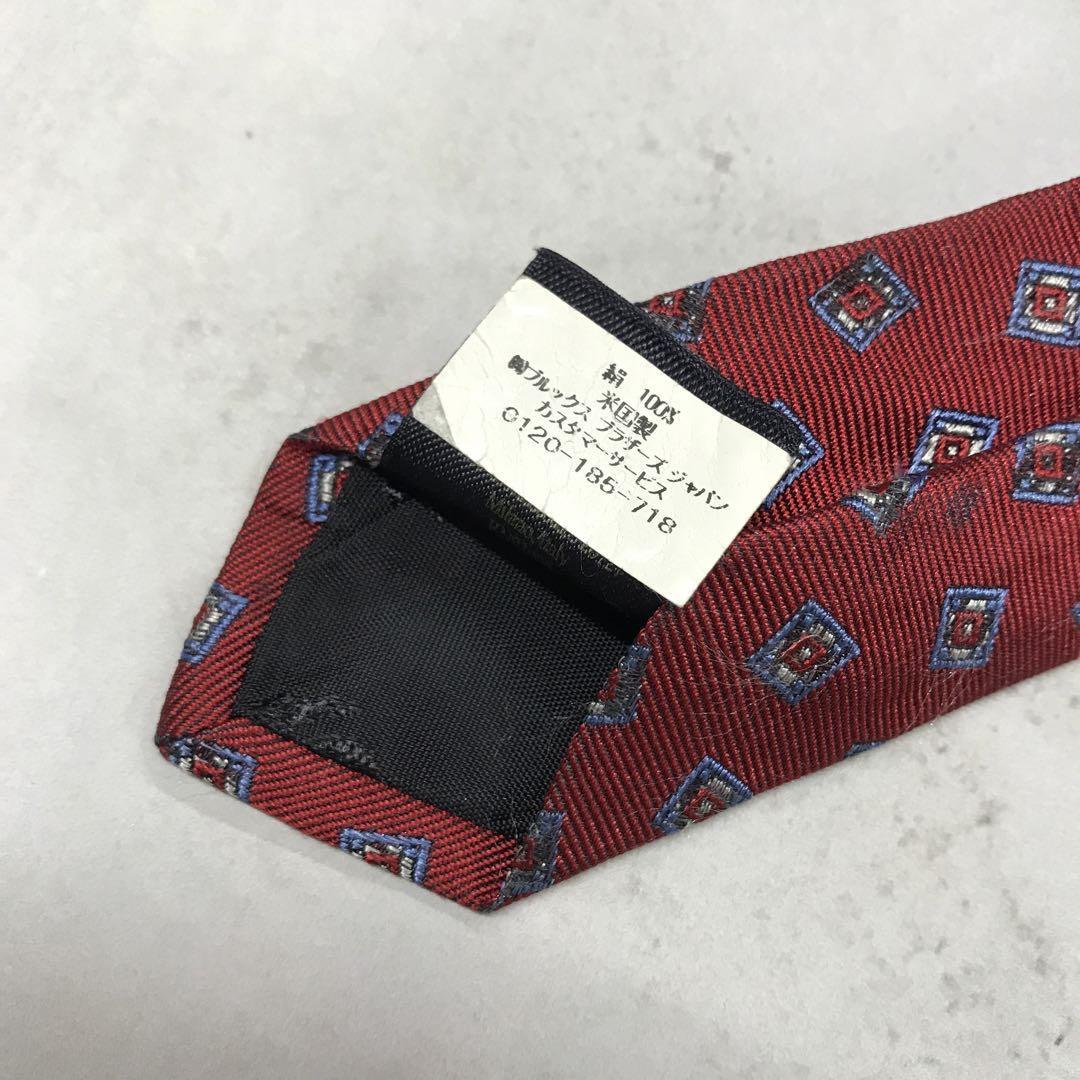 絹 100%
米国製
㈱ブルックス ブラザーズ ジャパン
カスタマーサービス
0120-185-718